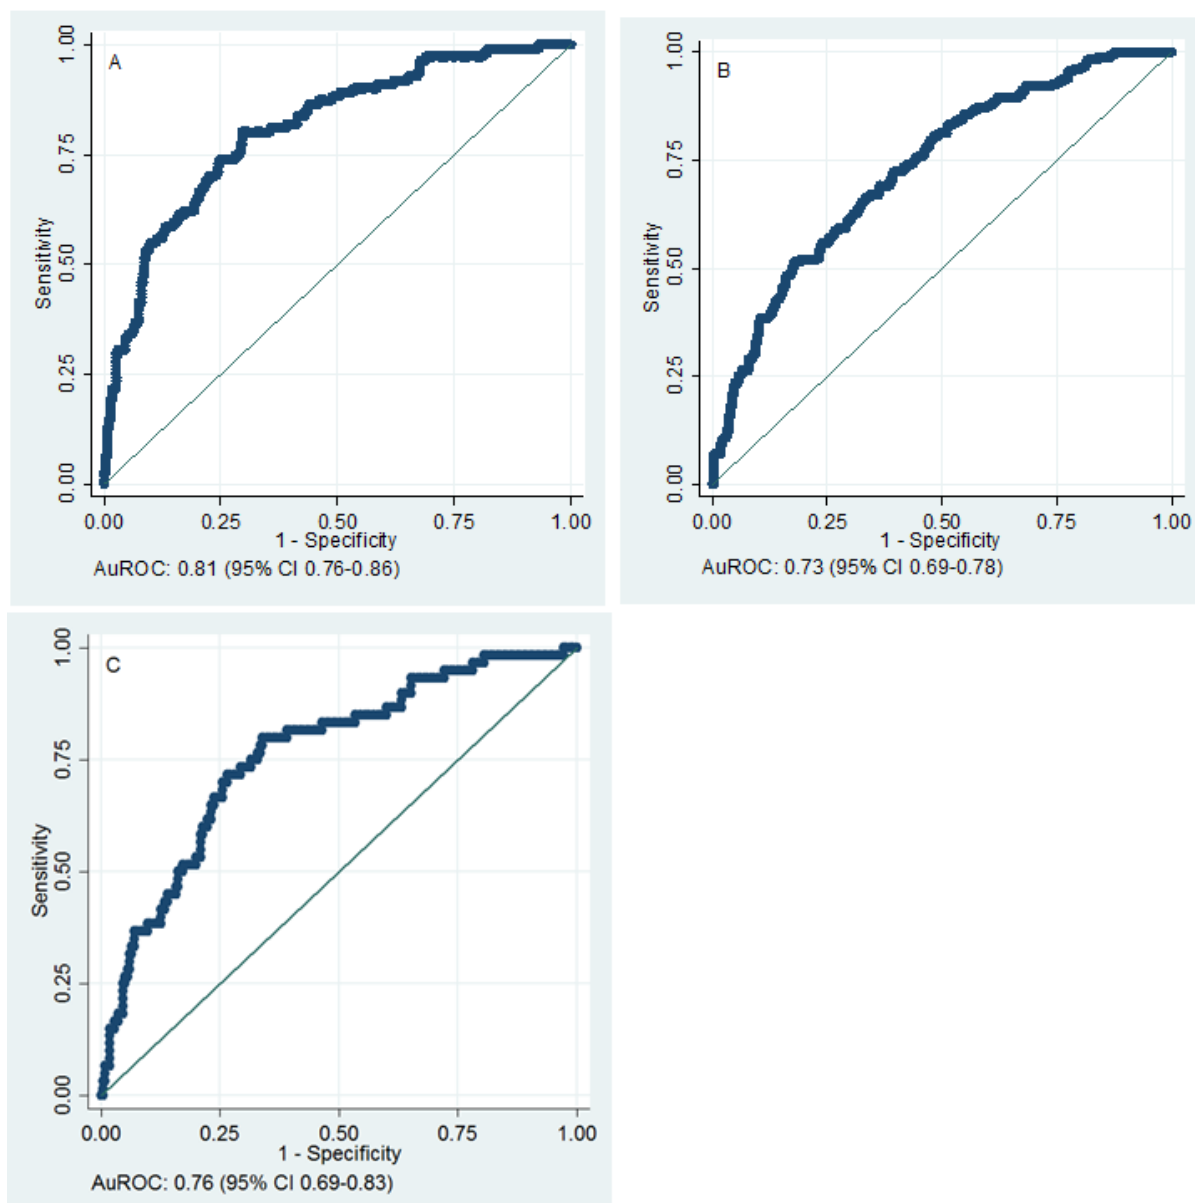 A
1.00
0.75
0.50
0.25
0.00
Sensitivity
0.00 0.25 0.50 0.75 1.00
1 - Specificity
AuROC: 0.81 (95% CI 0.76-0.86)
B
1.00
0.75
0.50
0.25
0.00
Sensitivity
0.00 0.25 0.50 0.75 1.00
1 - Specificity
AuROC: 0.73 (95% CI 0.69-0.78)
C
1.00
0.75
0.50
0.25
0.00
Sensitivity
0.00 0.25 0.50 0.75 1.00
1 - Specificity
AuROC: 0.76 (95% CI 0.69-0.83)